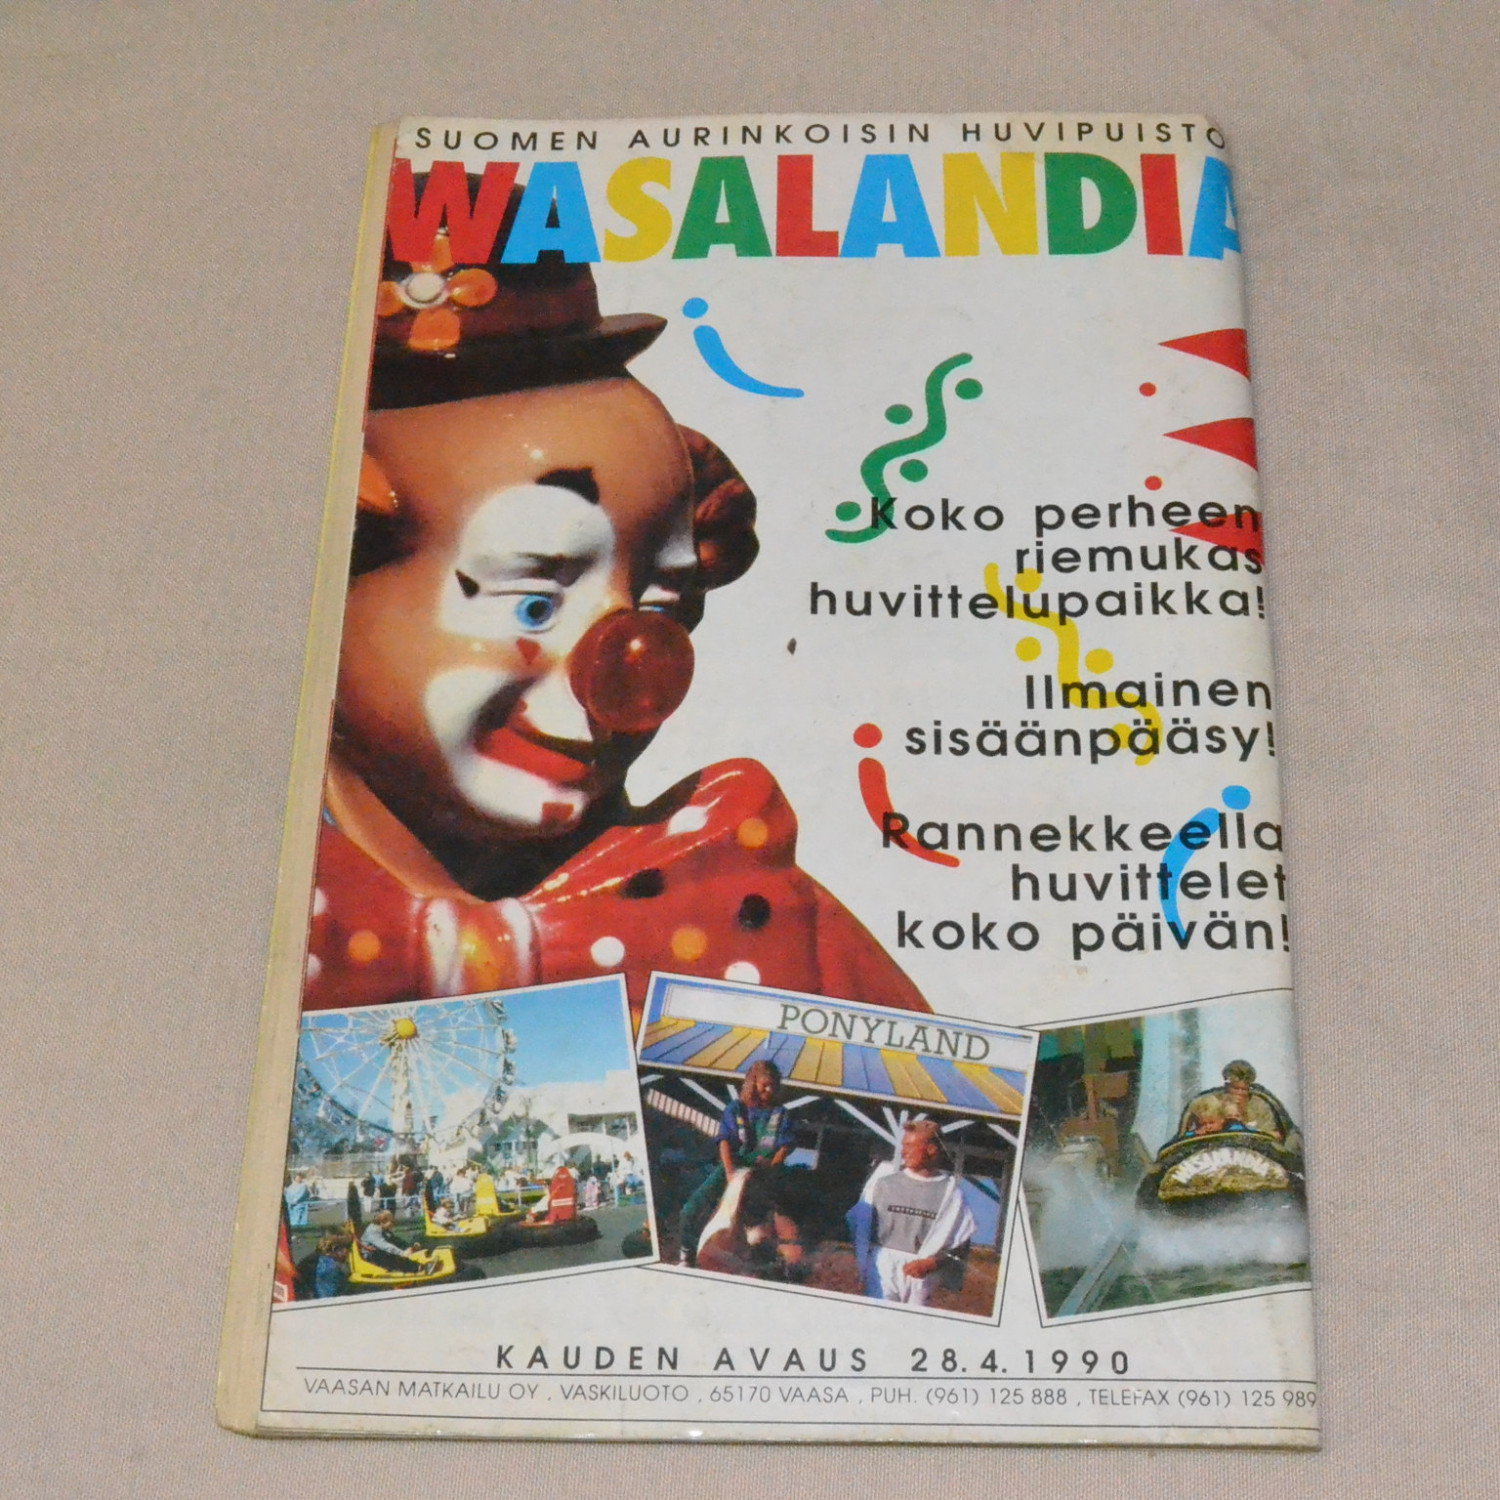 SUOMEN AURINKOISIN HUVIPUISTO
WASALANDIA
Koko perheen
riemukas
huvittelupaikka!
Ilmainen
sisäänpääsy!
Rannekkeella
huvittelet
koko päivän!
PONYLAND
KAUDEN AVAUS 28.4.1990
VAASAN MATKAILU OY . VASKILUOTO . 65170 VAASA . PUH. (961) 125 888 , TELEFAX (961) 125 989